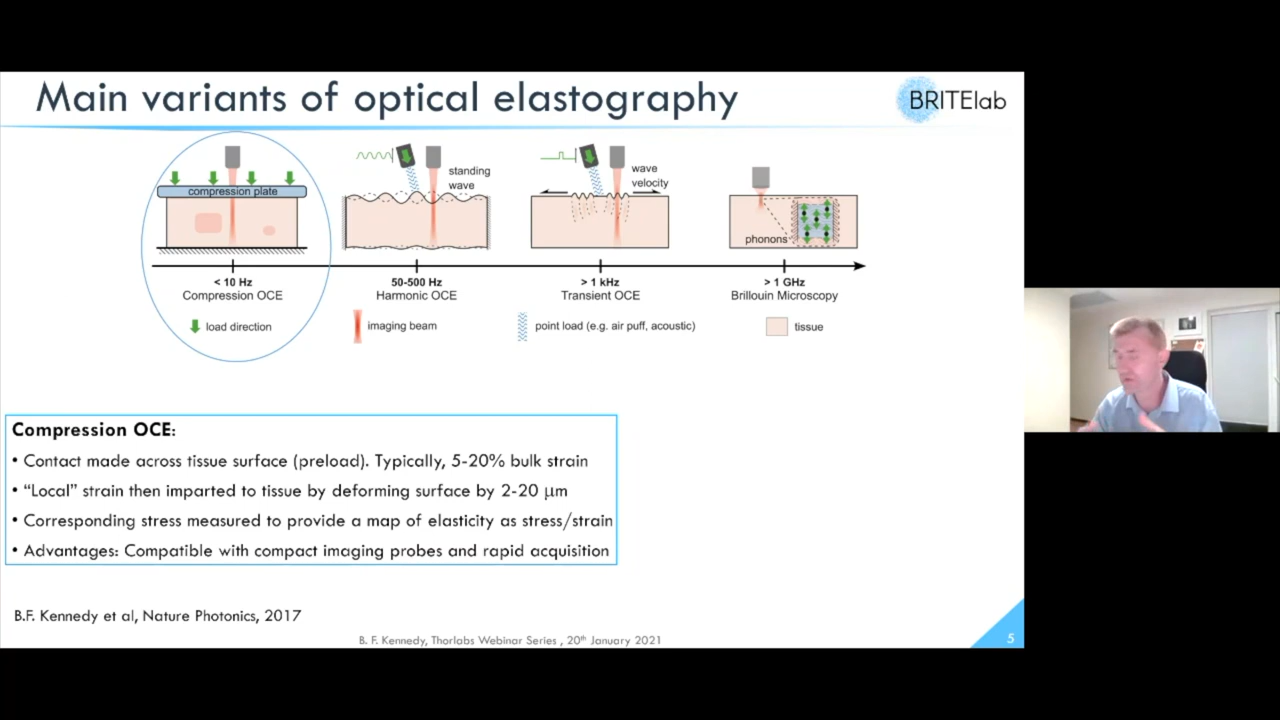 Main variants of optical elastography
BRITElab
compression plate
standing
wave
wave
velocity
phonons
< 10 Hz
Compression OCE
50-500 Hz
Harmonic OCE
> 1 kHz
Transient OCE
> 1 GHz
Brillouin Microscopy
load direction
imaging beam
point load (e.g. air puff, acoustic)
tissue
Compression OCE:
• Contact made across tissue surface (preload). Typically, 5-20% bulk strain
• “Local” strain then imparted to tissue by deforming surface by 2-20 μm
• Corresponding stress measured to provide a map of elasticity as stress/strain
• Advantages: Compatible with compact imaging probes and rapid acquisition
B.F. Kennedy et al, Nature Photonics, 2017
B. F. Kennedy, Thorlabs Webinar Series , 20th January 2021
5